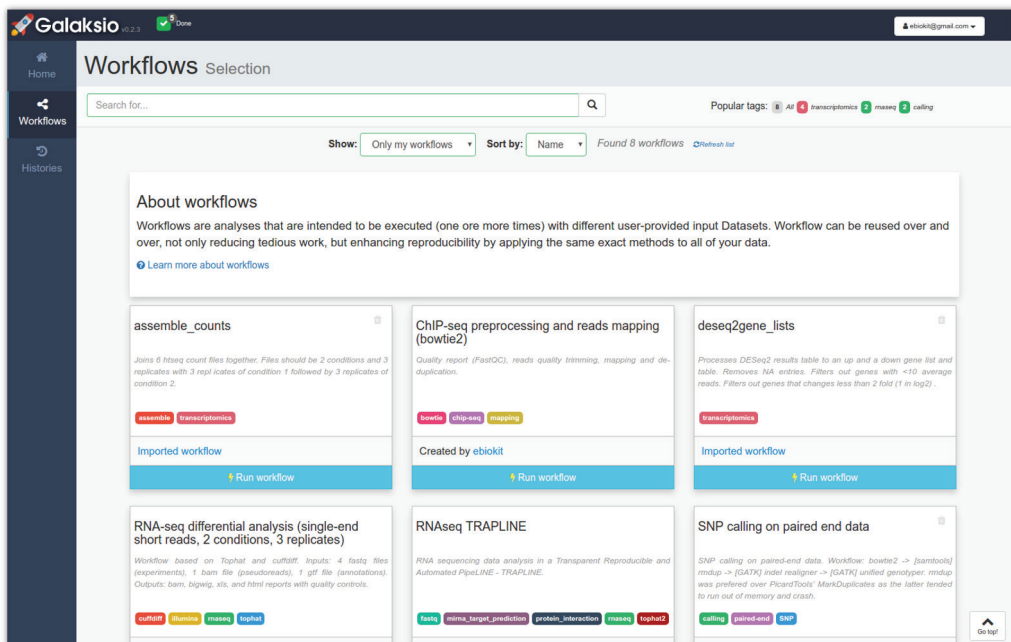 Galaksio v0.2.3 5 Done ebiokit@gmail.com
Home
Workflows
Histories
Workflows Selection
Search for...
Popular tags: 8 All 4 transcriptomics 2 rnaseq 2 calling
Show: Only my workflows Sort by: Name Found 8 workflows Refresh list
About workflows
Workflows are analyses that are intended to be executed (one ore more times) with different user-provided input Datasets. Workflow can be reused over and
over, not only reducing tedious work, but enhancing reproducibility by applying the same exact methods to all of your data.
Learn more about workflows
assemble_counts
Joins 6 htseq count files together. Files should be 2 conditions and 3
replicates with 3 repl icates of condition 1 followed by 3 replicates of
condition 2.
assemble transcriptomics
Imported workflow
Run workflow
ChIP-seq preprocessing and reads mapping
(bowtie2)
Quality report (FastQC), reads quality trimming, mapping and de-
duplication.
bowtie chip-seq mapping
Created by ebiokit
Run workflow
deseq2gene_lists
Processes DESeq2 results table to an up and a down gene list and
table. Removes NA entries. Filters out genes with <10 average
reads. Filters out genes that changes less than 2 fold (1 in log2) .
transcriptomics
Imported workflow
Run workflow
RNA-seq differential analysis (single-end
short reads, 2 conditions, 3 replicates)
Workflow based on Tophat and cuffdiff. Inputs: 4 fastq files
(experiments), 1 bam file (pseudoreads), 1 gtf file (annotations).
Outputs: bam, bigwig, xls, and html reports with quality controls.
cuffdiff illumina rnaseq tophat
RNAseq TRAPLINE
RNA sequencing data analysis in a Transparent Reproducible and
Automated PipeLINE - TRAPLINE.
fastq mirna_target_prediction protein_interaction rnaseq tophat2
SNP calling on paired end data
SNP calling on paired-end data. Workflow: bowtie2 -> [samtools]
rmdup -> [GATK] indel realigner -> [GATK] unified genotyper. rmdup
was prefered over PicardTools' MarkDuplicates as the latter tended
to run out of memory and crash.
calling paired-end SNP
Go top!